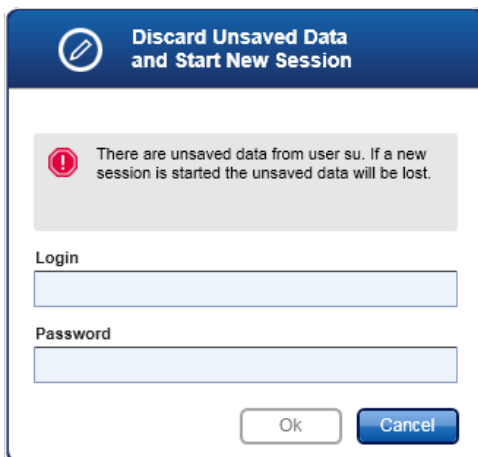 Discard Unsaved Data
and Start New Session
There are unsaved data from user su. If a new
session is started the unsaved data will be lost.
Login
Password
Ok
Cancel